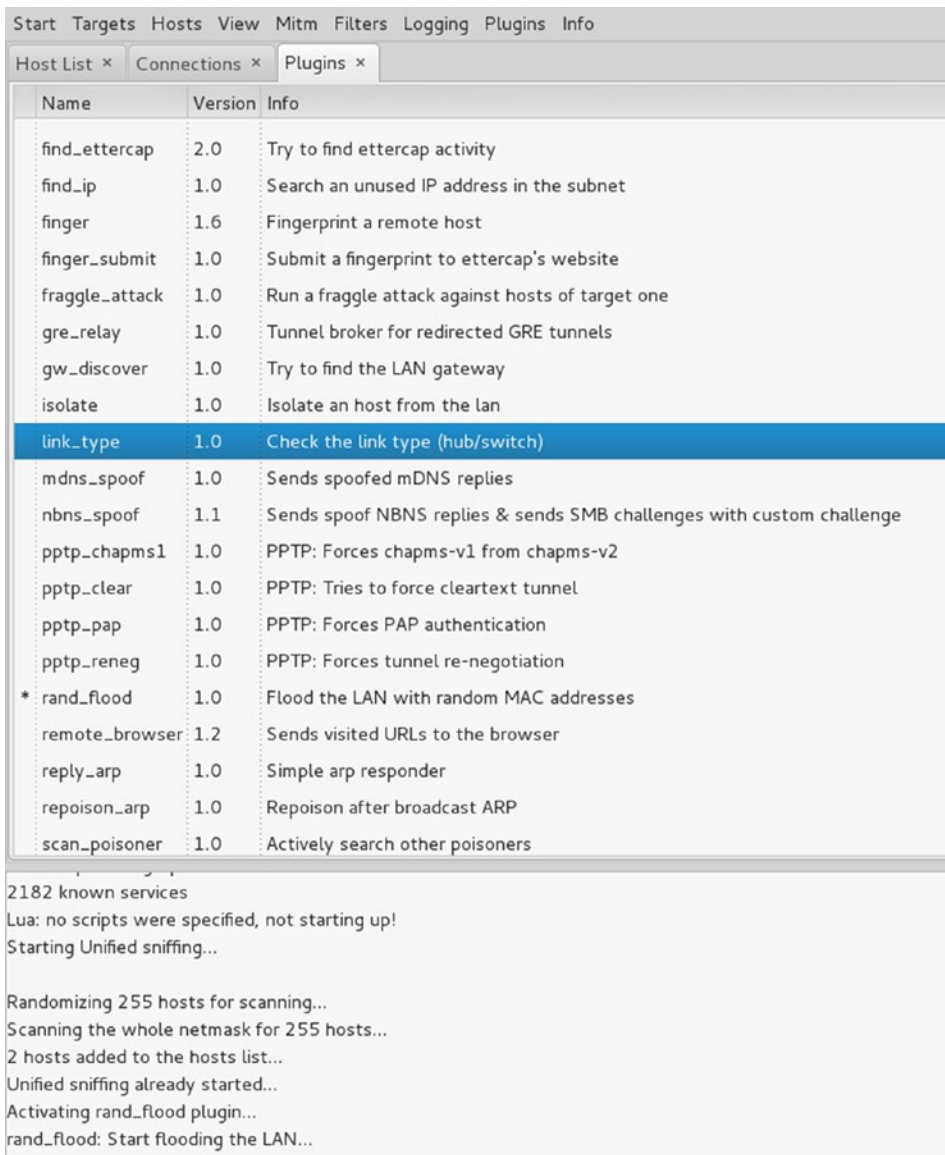 Start Targets Hosts View Mitm Filters Logging Plugins Info
Host List × Connections × Plugins ×
Name Version Info
find_ettercap 2.0 Try to find ettercap activity
find_ip 1.0 Search an unused IP address in the subnet
finger 1.6 Fingerprint a remote host
finger_submit 1.0 Submit a fingerprint to ettercap's website
fraggle_attack 1.0 Run a fraggle attack against hosts of target one
gre_relay 1.0 Tunnel broker for redirected GRE tunnels
gw_discover 1.0 Try to find the LAN gateway
isolate 1.0 Isolate an host from the lan
link_type 1.0 Check the link type (hub/switch)
mdns_spoof 1.0 Sends spoofed mDNS replies
nbns_spoof 1.1 Sends spoof NBNS replies & sends SMB challenges with custom challenge
pptp_chapms1 1.0 PPTP: Forces chapms-v1 from chapms-v2
pptp_clear 1.0 PPTP: Tries to force cleartext tunnel
pptp_pap 1.0 PPTP: Forces PAP authentication
pptp_reneg 1.0 PPTP: Forces tunnel re-negotiation
* rand_flood 1.0 Flood the LAN with random MAC addresses
remote_browser 1.2 Sends visited URLs to the browser
reply_arp 1.0 Simple arp responder
repoison_arp 1.0 Repoison after broadcast ARP
scan_poisoner 1.0 Actively search other poisoners
2182 known services
Lua: no scripts were specified, not starting up!
Starting Unified sniffing...
Randomizing 255 hosts for scanning...
Scanning the whole netmask for 255 hosts...
2 hosts added to the hosts list...
Unified sniffing already started...
Activating rand_flood plugin...
rand_flood: Start flooding the LAN...